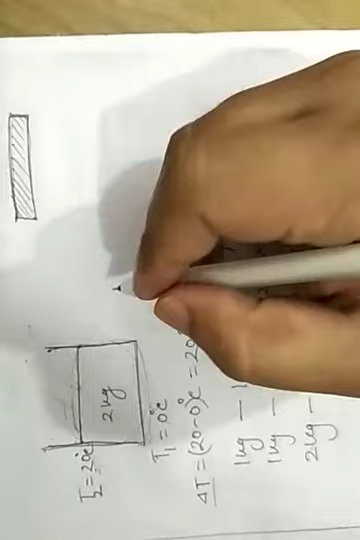 T₂ = 20°C
2kg
T₁ = 0°C
ΔT = (20-0)°C = 20
1kg —
1kg —
2kg —